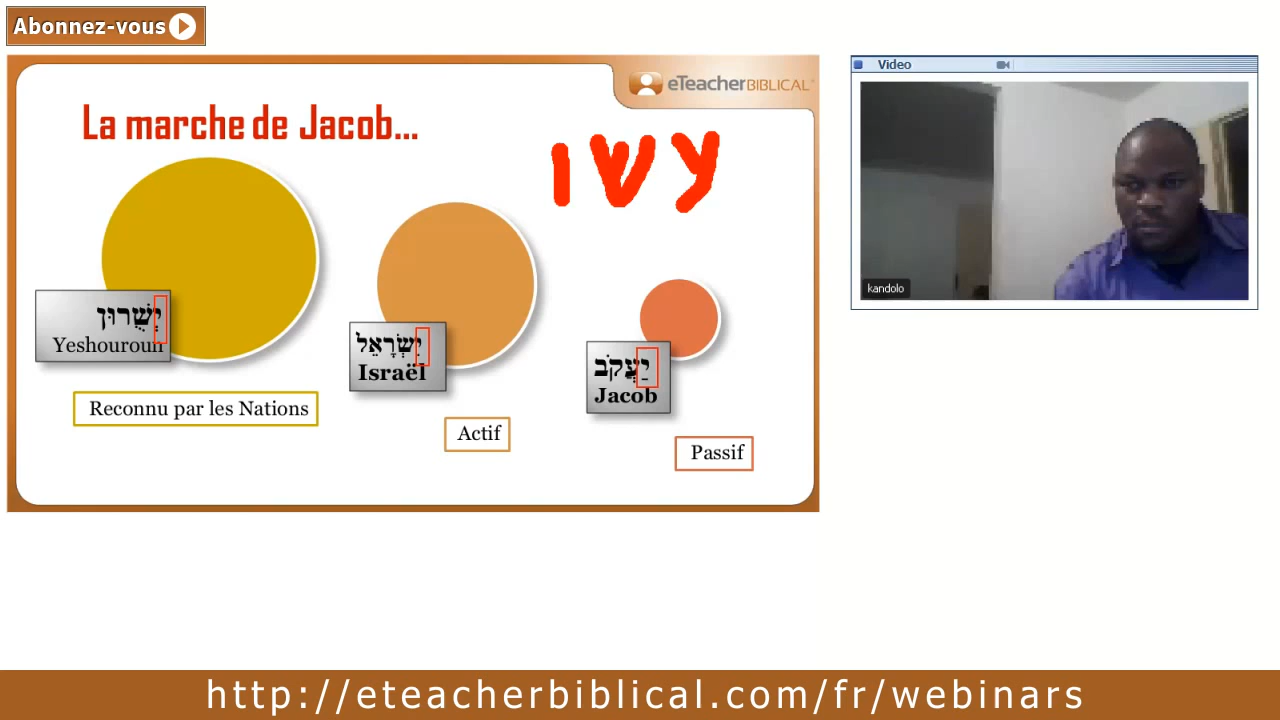 Abonnez-vous
eTeacherBIBLICAL
Video
La marche de Jacob...
עשו
kandolo
יְשֻׁרוּן
Yeshouroun
יִשְׂרָאֵל
Israël
יַעֲקֹב
Jacob
Reconnu par les Nations
Actif
Passif
http://eteacherbiblical.com/fr/webinars